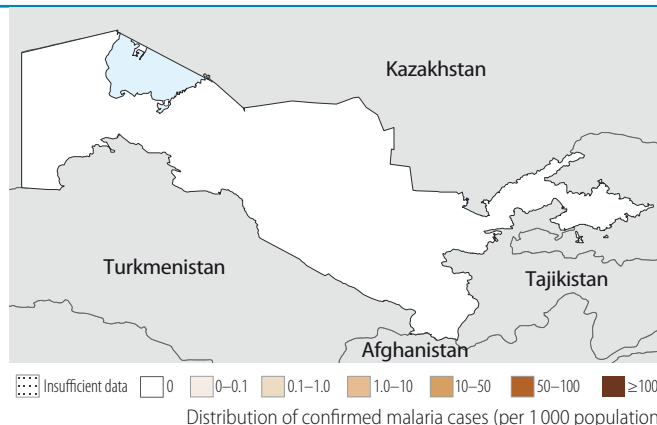 Kazakhstan
Turkmenistan
Tajikistan
Afghanistan
Insufficient data 0 0–0.1 0.1–1.0 1.0–10 10–50 50–100 ≥100
Distribution of confirmed malaria cases (per 1 000 population